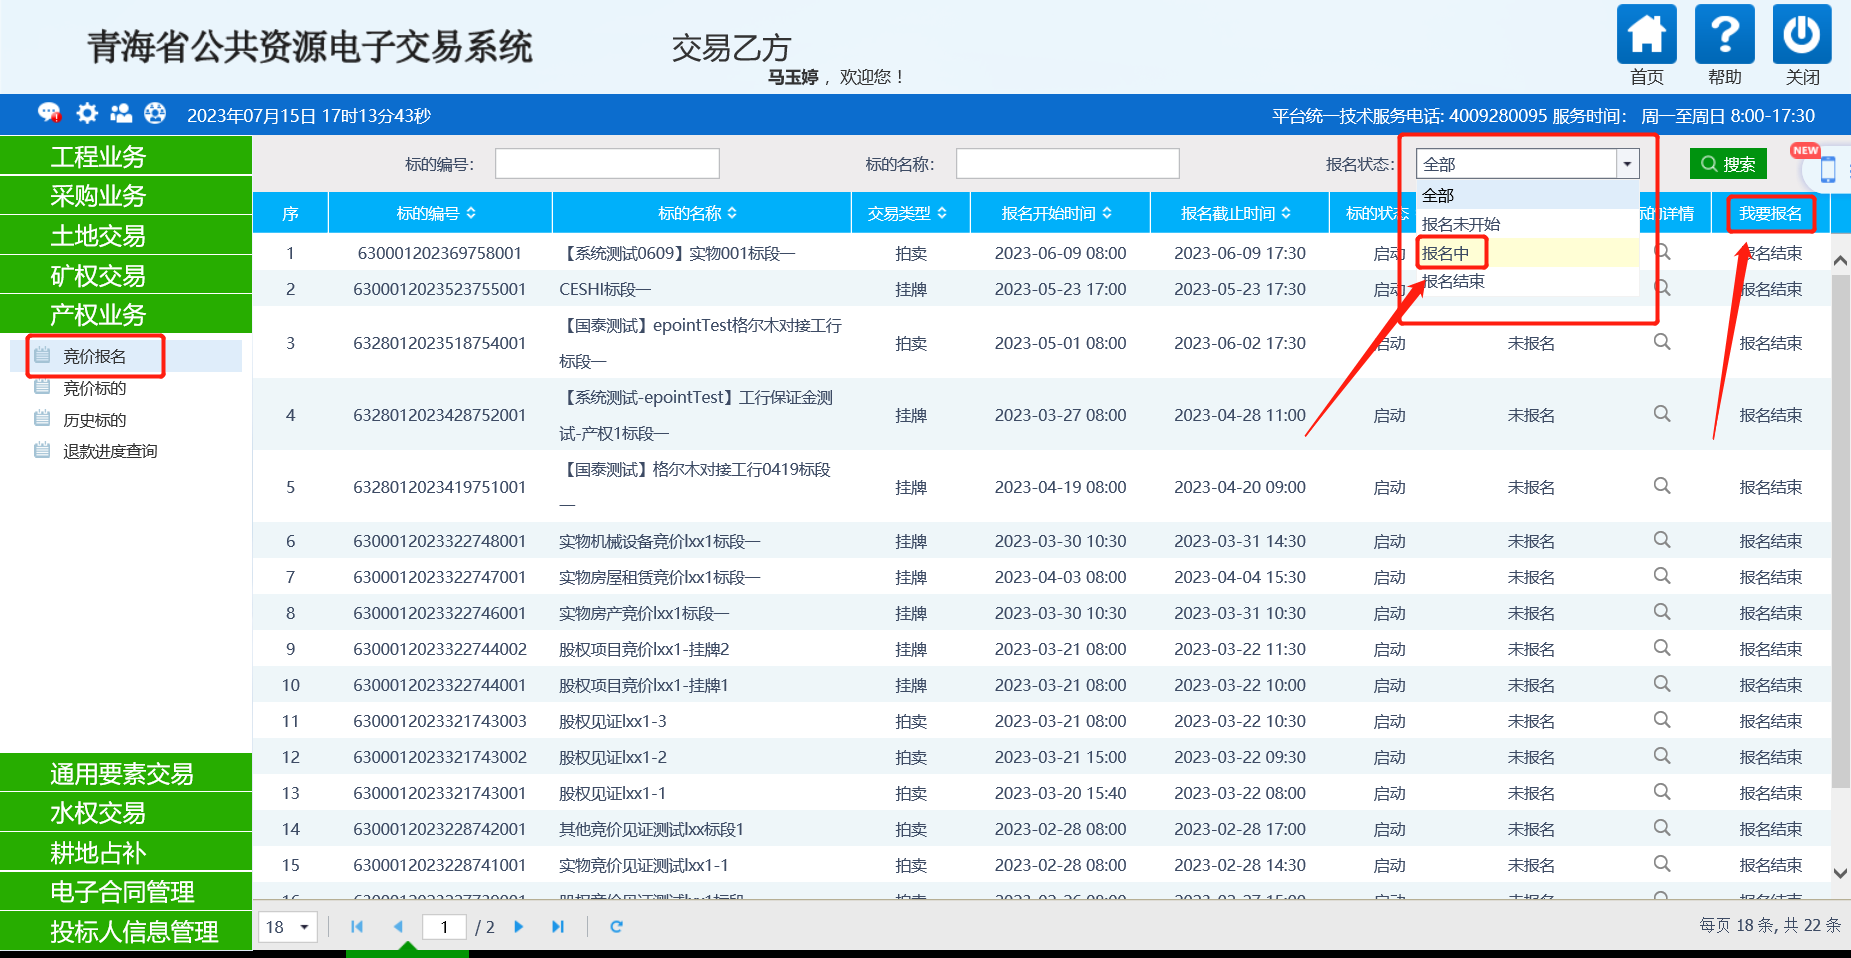 青海省公共资源电子交易系统
交易乙方
马玉婷 ，欢迎您！
首页 帮助 关闭
2023年07月15日 17时13分43秒
平台统一技术服务电话: 4009280095 服务时间： 周一至周日 8:00-17:30
工程业务
采购业务
土地交易
矿权交易
产权业务
竞价报名
竞价标的
历史标的
退款进度查询
通用要素交易
水权交易
耕地占补
电子合同管理
投标人信息管理
标的编号： 标的名称： 报名状态： 全部 搜索 NEW
全部
报名未开始
报名中
报名结束
序 标的编号 标的名称 交易类型 报名开始时间 报名截止时间 标的状态 的详情 我要报名
1 630001202369758001 【系统测试0609】实物001标段一 拍卖 2023-06-09 08:00 2023-06-09 17:30 启动 报名结束
2 6300012023523755001 CESHI标段一 挂牌 2023-05-23 17:00 2023-05-23 17:30 启动 报名结束
3 6328012023518754001 【国泰测试】epointTest格尔木对接工行标段一 拍卖 2023-05-01 08:00 2023-06-02 17:30 启动 未报名 报名结束
4 6328012023428752001 【系统测试-epointTest】工行保证金测试-产权1标段一 挂牌 2023-03-27 08:00 2023-04-28 11:00 启动 未报名 报名结束
5 6328012023419751001 【国泰测试】格尔木对接工行0419标段一 挂牌 2023-04-19 08:00 2023-04-20 09:00 启动 未报名 报名结束
6 6300012023322748001 实物机械设备竞价lxx1标段一 挂牌 2023-03-30 10:30 2023-03-31 14:30 启动 未报名 报名结束
7 6300012023322747001 实物房屋租赁竞价lxx1标段一 挂牌 2023-04-03 08:00 2023-04-04 15:30 启动 未报名 报名结束
8 6300012023322746001 实物房产竞价lxx1标段一 挂牌 2023-03-30 10:30 2023-03-31 10:30 启动 未报名 报名结束
9 6300012023322744002 股权项目竞价lxx1-挂牌2 挂牌 2023-03-21 08:00 2023-03-22 11:30 启动 未报名 报名结束
10 6300012023322744001 股权项目竞价lxx1-挂牌1 挂牌 2023-03-21 08:00 2023-03-22 10:00 启动 未报名 报名结束
11 6300012023321743003 股权见证lxx1-3 拍卖 2023-03-21 08:00 2023-03-22 10:30 启动 未报名 报名结束
12 6300012023321743002 股权见证lxx1-2 拍卖 2023-03-21 15:00 2023-03-22 09:30 启动 未报名 报名结束
13 6300012023321743001 股权见证lxx1-1 拍卖 2023-03-20 15:40 2023-03-22 08:00 启动 未报名 报名结束
14 6300012023228742001 其他竞价见证测试lxx标段1 拍卖 2023-02-28 08:00 2023-02-28 17:00 启动 未报名 报名结束
15 6300012023228741001 实物竞价见证测试lxx1-1 拍卖 2023-02-28 08:00 2023-02-28 14:30 启动 未报名 报名结束
18 1 / 2
每页 18 条, 共 22 条